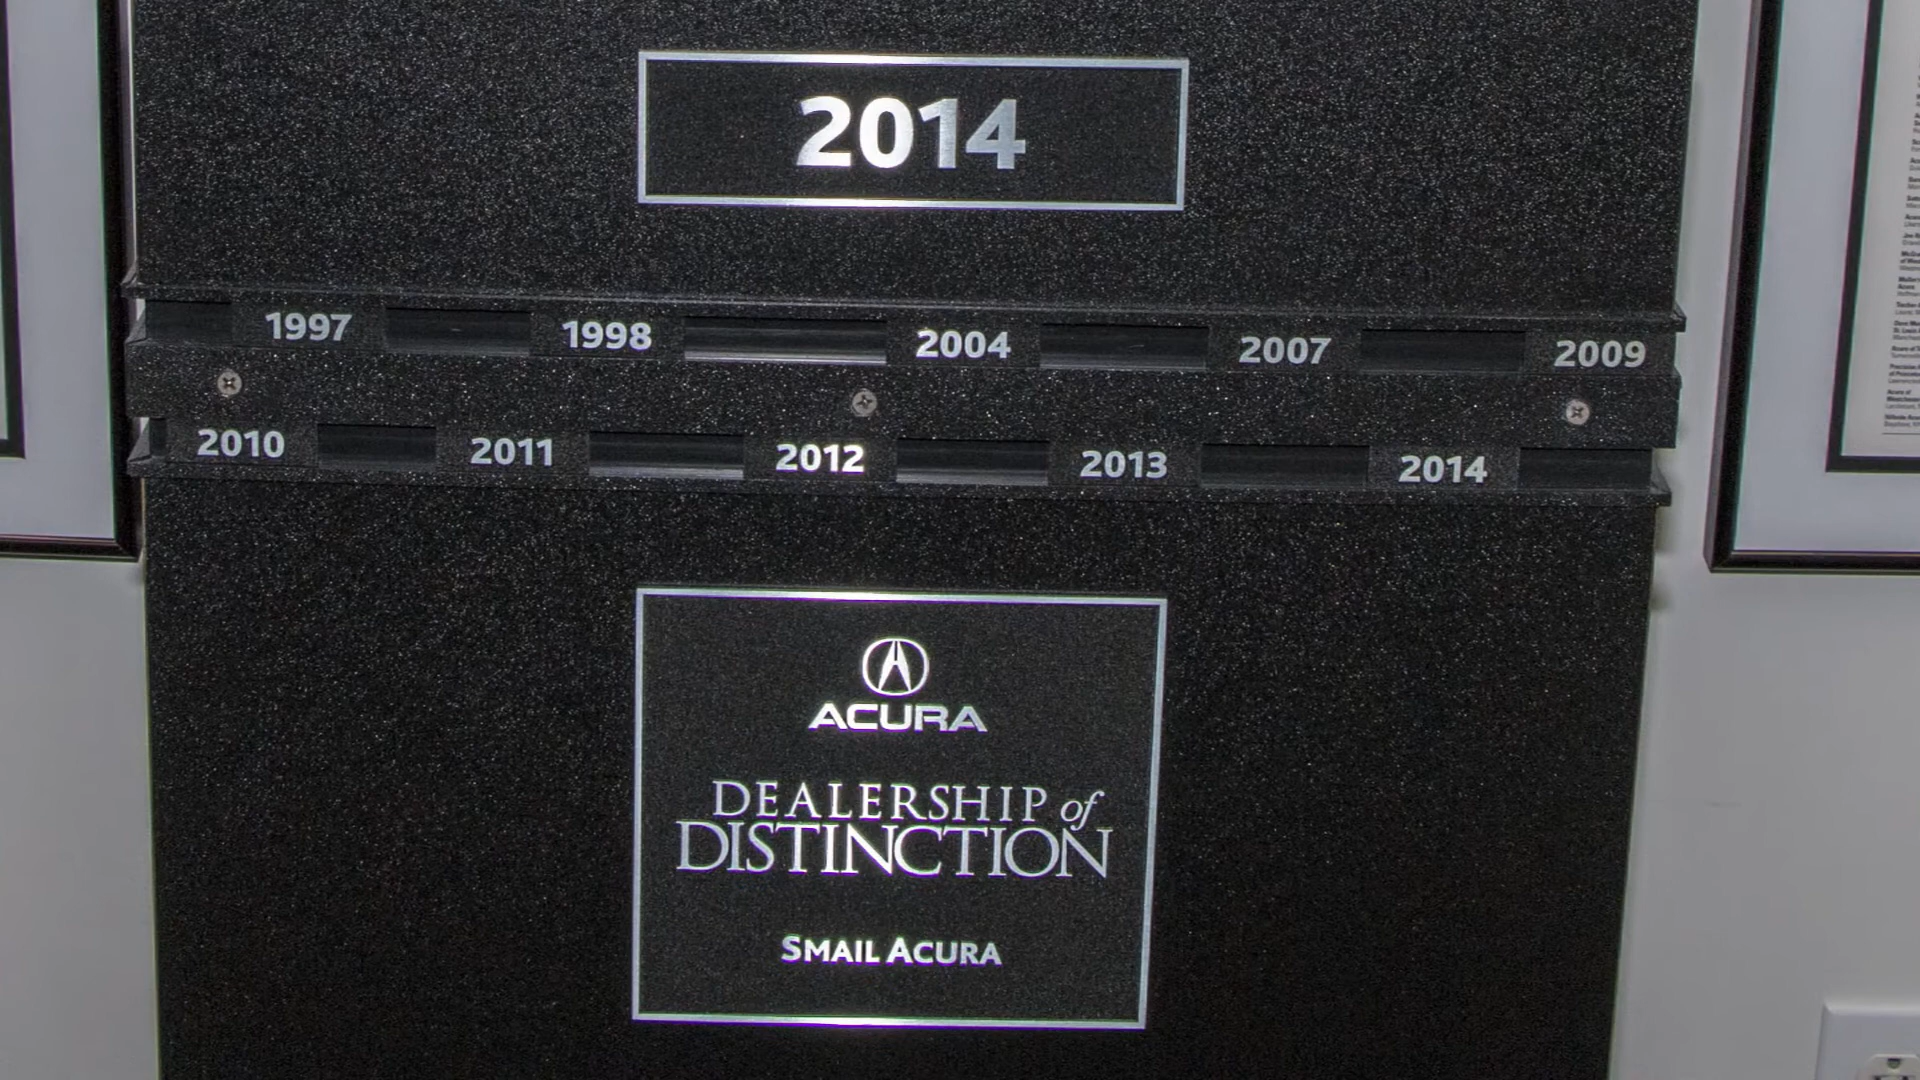 2014
1997 1998 2004 2007 2009
2010 2011 2012 2013 2014
ACURA
DEALERSHIP of
DISTINCTION
SMAIL ACURA